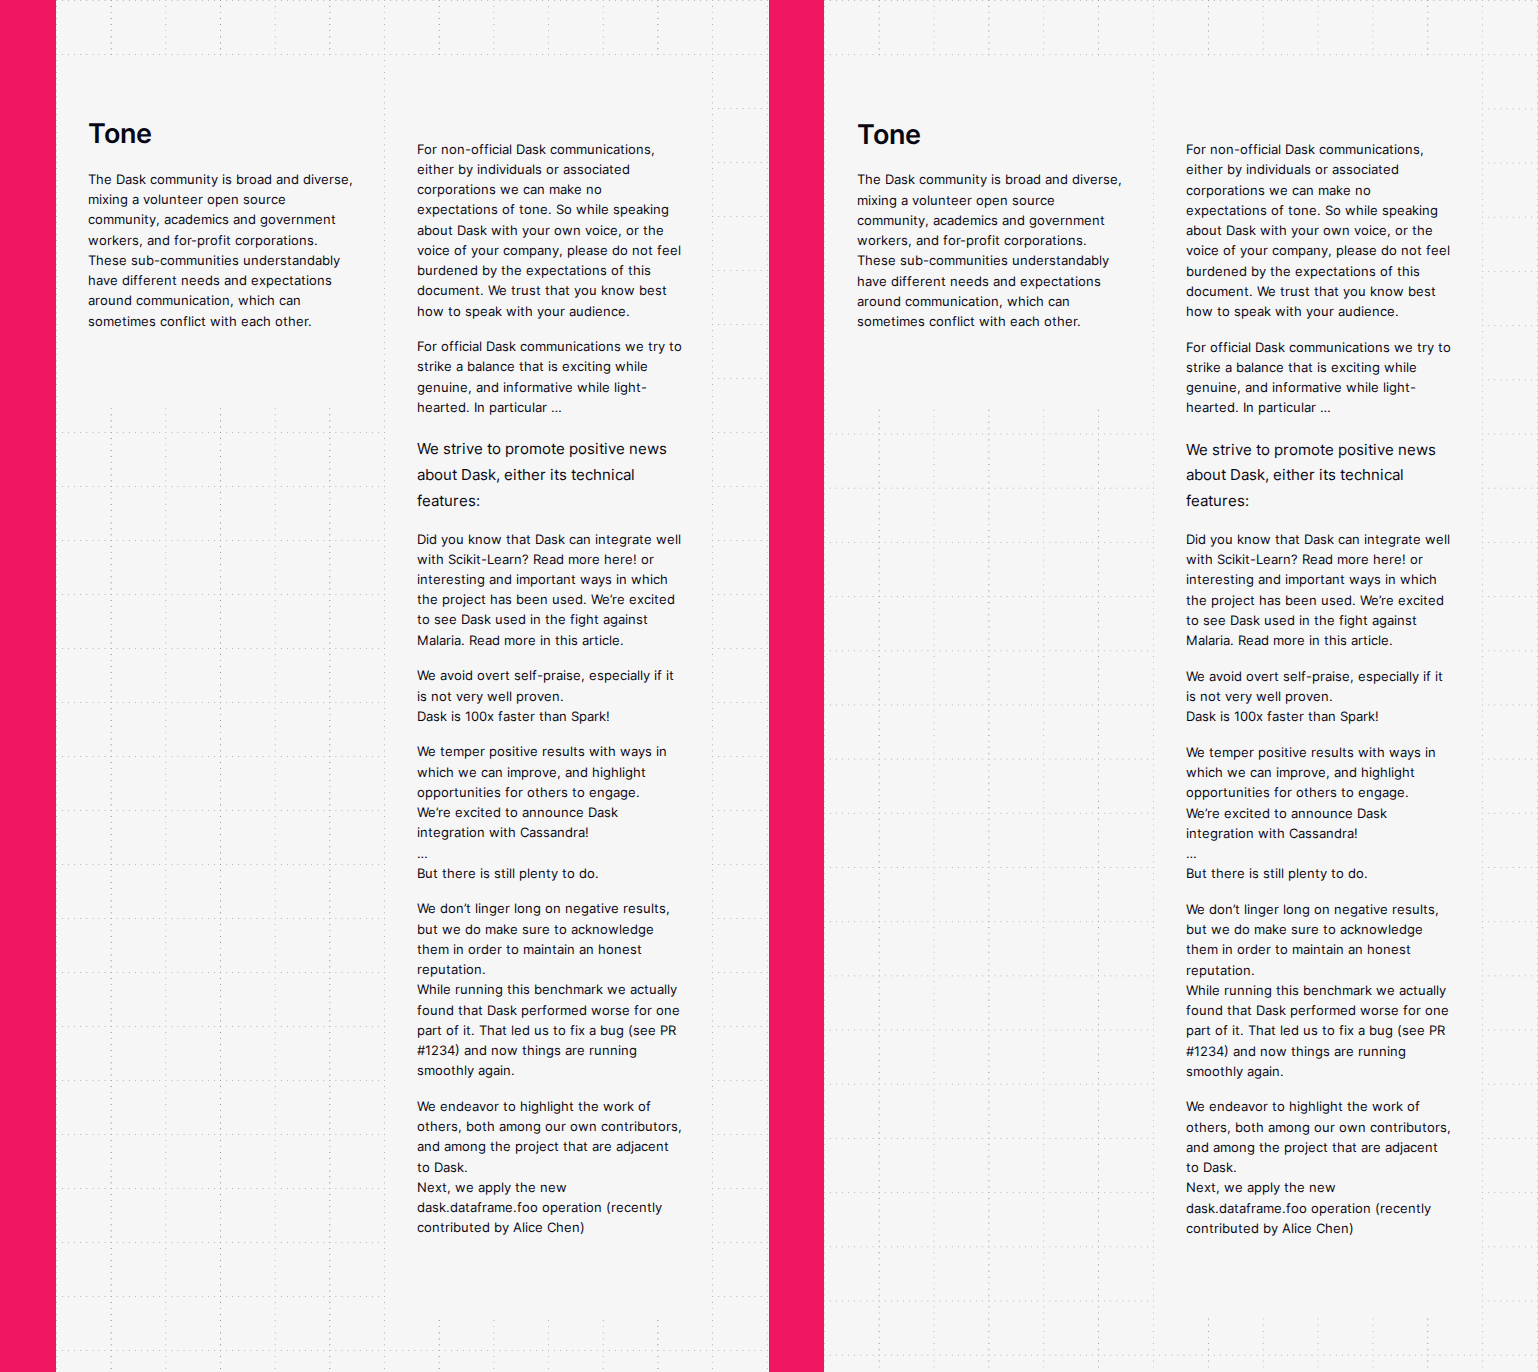 Tone
The Dask community is broad and diverse,
mixing a volunteer open source
community, academics and government
workers, and for-profit corporations.
These sub-communities understandably
have different needs and expectations
around communication, which can
sometimes conflict with each other.
For non-official Dask communications,
either by individuals or associated
corporations we can make no
expectations of tone. So while speaking
about Dask with your own voice, or the
voice of your company, please do not feel
burdened by the expectations of this
document. We trust that you know best
how to speak with your audience.
For official Dask communications we try to
strike a balance that is exciting while
genuine, and informative while light-
hearted. In particular ...
We strive to promote positive news
about Dask, either its technical
features:
Did you know that Dask can integrate well
with Scikit-Learn? Read more here! or
interesting and important ways in which
the project has been used. We’re excited
to see Dask used in the fight against
Malaria. Read more in this article.
We avoid overt self-praise, especially if it
is not very well proven.
Dask is 100x faster than Spark!
We temper positive results with ways in
which we can improve, and highlight
opportunities for others to engage.
We’re excited to announce Dask
integration with Cassandra!
...
But there is still plenty to do.
We don’t linger long on negative results,
but we do make sure to acknowledge
them in order to maintain an honest
reputation.
While running this benchmark we actually
found that Dask performed worse for one
part of it. That led us to fix a bug (see PR
#1234) and now things are running
smoothly again.
We endeavor to highlight the work of
others, both among our own contributors,
and among the project that are adjacent
to Dask.
Next, we apply the new
dask.dataframe.foo operation (recently
contributed by Alice Chen)
Tone
The Dask community is broad and diverse,
mixing a volunteer open source
community, academics and government
workers, and for-profit corporations.
These sub-communities understandably
have different needs and expectations
around communication, which can
sometimes conflict with each other.
For non-official Dask communications,
either by individuals or associated
corporations we can make no
expectations of tone. So while speaking
about Dask with your own voice, or the
voice of your company, please do not feel
burdened by the expectations of this
document. We trust that you know best
how to speak with your audience.
For official Dask communications we try to
strike a balance that is exciting while
genuine, and informative while light-
hearted. In particular ...
We strive to promote positive news
about Dask, either its technical
features:
Did you know that Dask can integrate well
with Scikit-Learn? Read more here! or
interesting and important ways in which
the project has been used. We’re excited
to see Dask used in the fight against
Malaria. Read more in this article.
We avoid overt self-praise, especially if it
is not very well proven.
Dask is 100x faster than Spark!
We temper positive results with ways in
which we can improve, and highlight
opportunities for others to engage.
We’re excited to announce Dask
integration with Cassandra!
...
But there is still plenty to do.
We don’t linger long on negative results,
but we do make sure to acknowledge
them in order to maintain an honest
reputation.
While running this benchmark we actually
found that Dask performed worse for one
part of it. That led us to fix a bug (see PR
#1234) and now things are running
smoothly again.
We endeavor to highlight the work of
others, both among our own contributors,
and among the project that are adjacent
to Dask.
Next, we apply the new
dask.dataframe.foo operation (recently
contributed by Alice Chen)